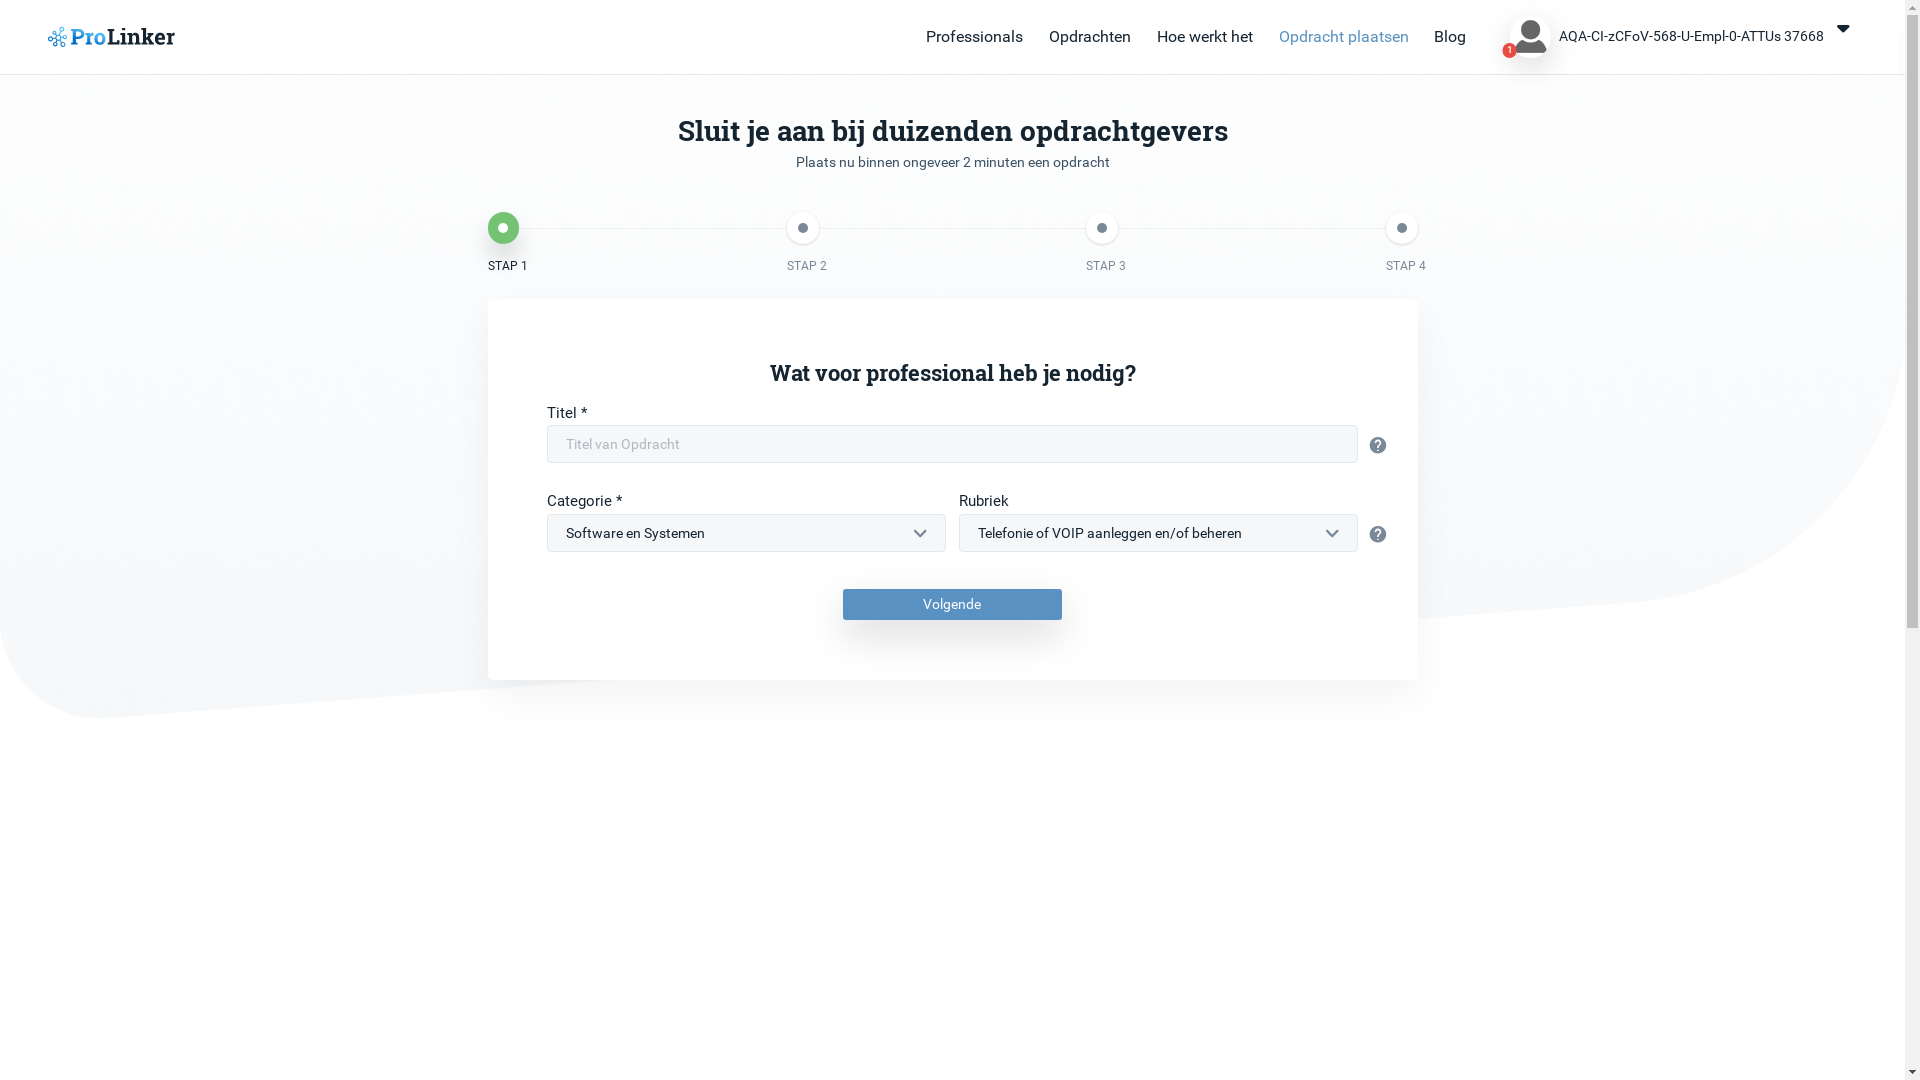 ProLinker
Professionals
Opdrachten
Hoe werkt het
Opdracht plaatsen
Blog
1
AQA-CI-zCFoV-568-U-Empl-0-ATTUs 37668
Sluit je aan bij duizenden opdrachtgevers
Plaats nu binnen ongeveer 2 minuten een opdracht
STAP 1
STAP 2
STAP 3
STAP 4
Wat voor professional heb je nodig?
Titel *
Titel van Opdracht
?
Categorie *
Rubriek
Software en Systemen
Telefonie of VOIP aanleggen en/of beheren
?
Volgende